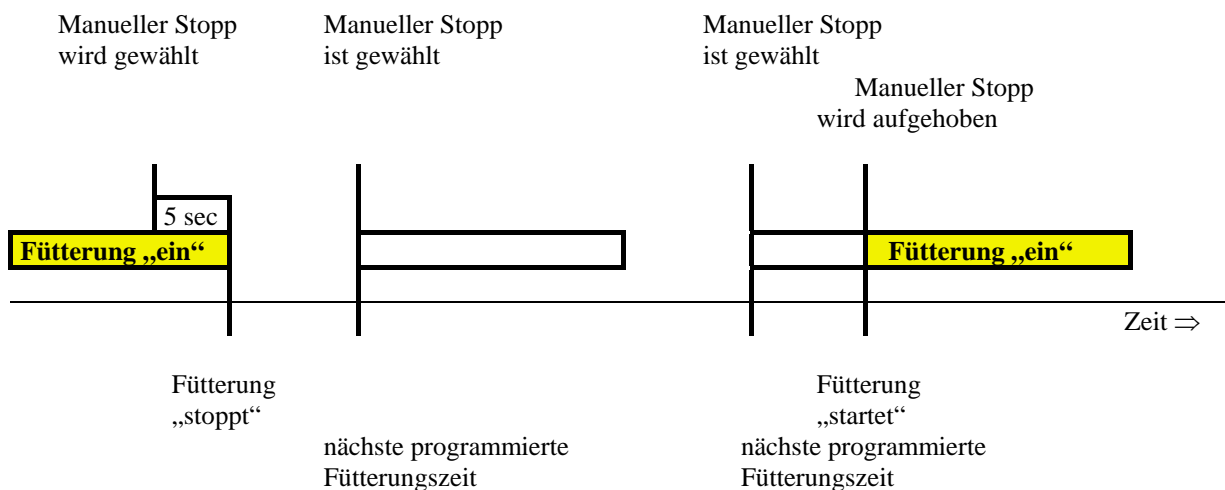 Manueller Stopp
wird gewählt
Manueller Stopp
ist gewählt
Manueller Stopp
ist gewählt
Manueller Stopp
wird aufgehoben
5 sec
Fütterung „ein“
Fütterung „ein“
Zeit ⇒
Fütterung
„stoppt“
nächste programmierte
Fütterungszeit
Fütterung
„startet“
nächste programmierte
Fütterungszeit